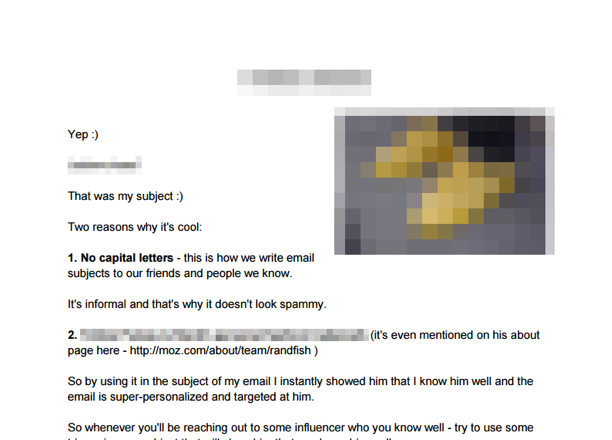 Yep :)
That was my subject :)
Two reasons why it's cool:
1. No capital letters - this is how we write email
subjects to our friends and people we know.
It's informal and that's why it doesn't look spammy.
2. (it's even mentioned on his about
page here - http://moz.com/about/team/randfish )
So by using it in the subject of my email I instantly showed him that I know him well and the
email is super-personalized and targeted at him.
So whenever you'll be reaching out to some influencer who you know well - try to use some